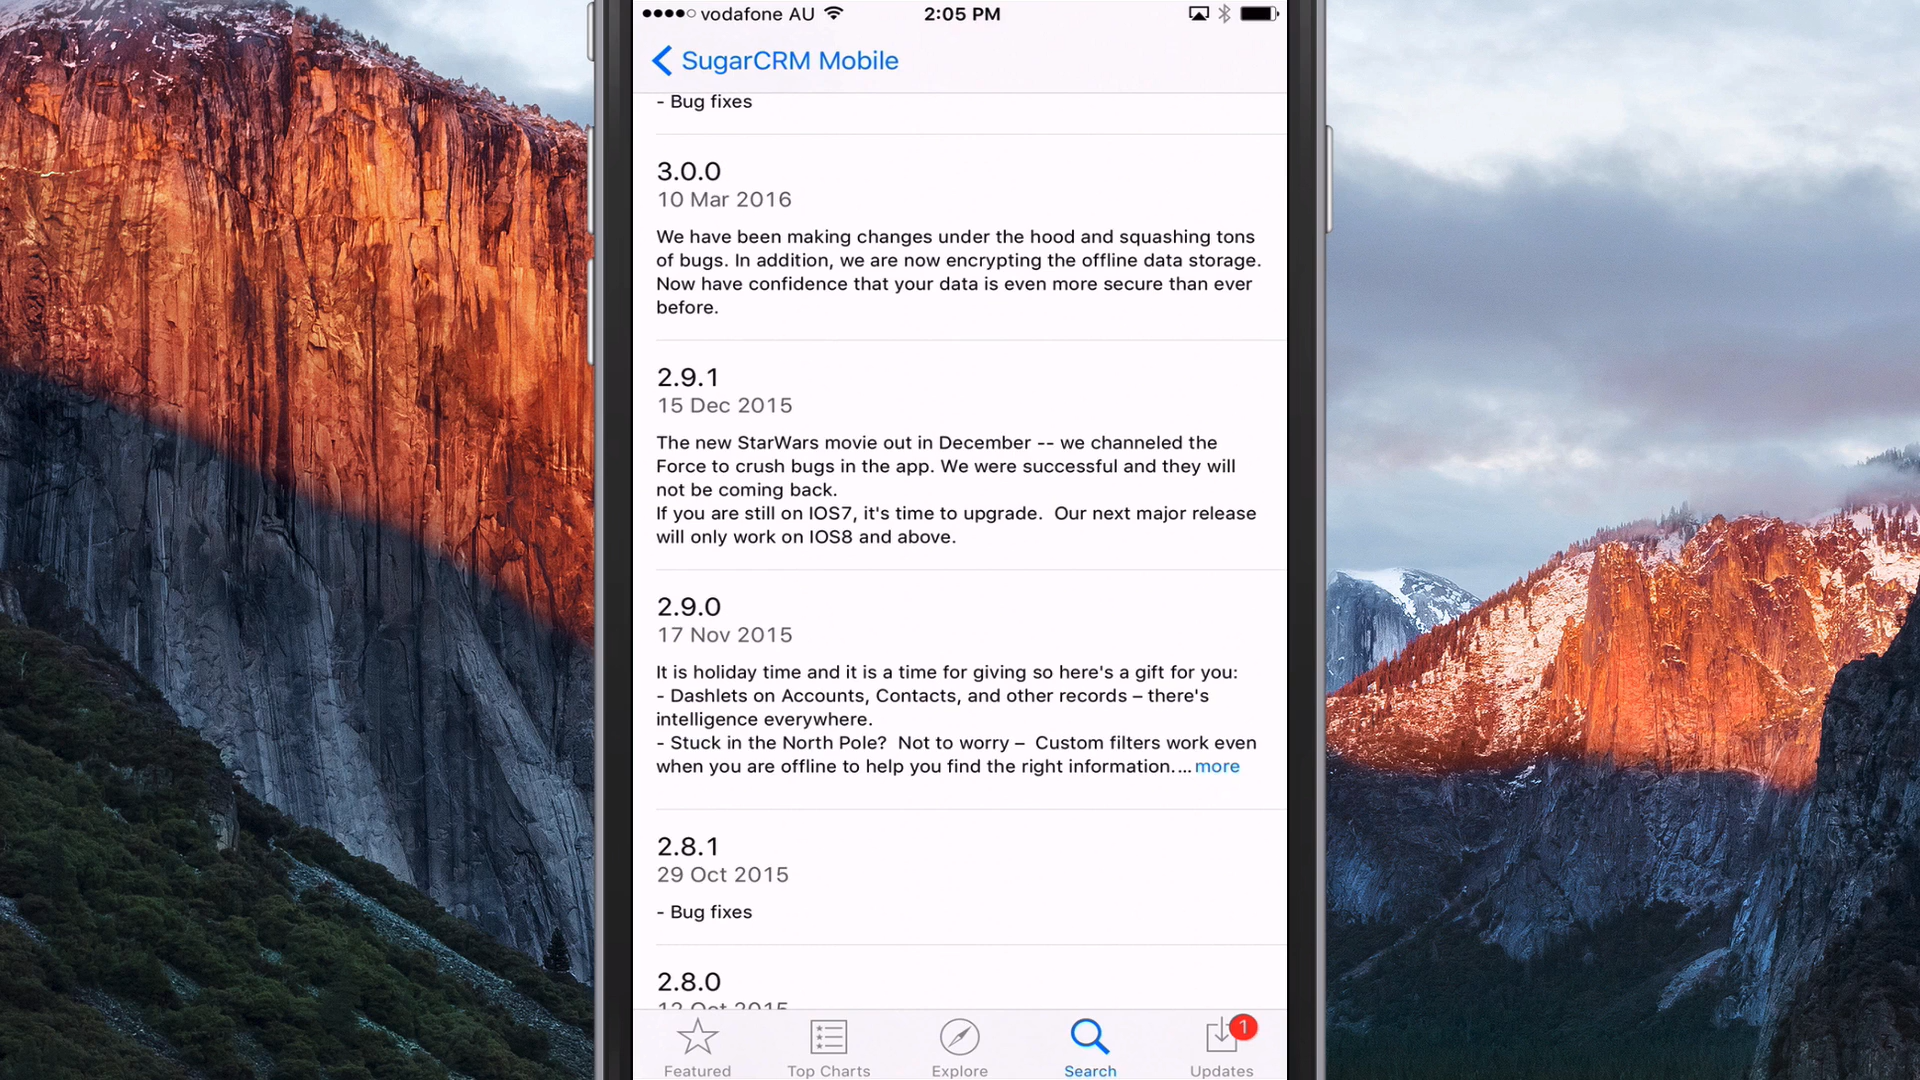 vodafone AU 2:05 PM
SugarCRM Mobile
- Bug fixes
3.0.0
10 Mar 2016
We have been making changes under the hood and squashing tons
of bugs. In addition, we are now encrypting the offline data storage.
Now have confidence that your data is even more secure than ever
before.
2.9.1
15 Dec 2015
The new StarWars movie out in December -- we channeled the
Force to crush bugs in the app. We were successful and they will
not be coming back.
If you are still on IOS7, it's time to upgrade.  Our next major release
will only work on IOS8 and above.
2.9.0
17 Nov 2015
It is holiday time and it is a time for giving so here's a gift for you:
- Dashlets on Accounts, Contacts, and other records – there's
intelligence everywhere.
- Stuck in the North Pole?  Not to worry –  Custom filters work even
when you are offline to help you find the right information.... more
2.8.1
29 Oct 2015
- Bug fixes
2.8.0
Oct 2015
1
Featured Top Charts Explore Search Updates